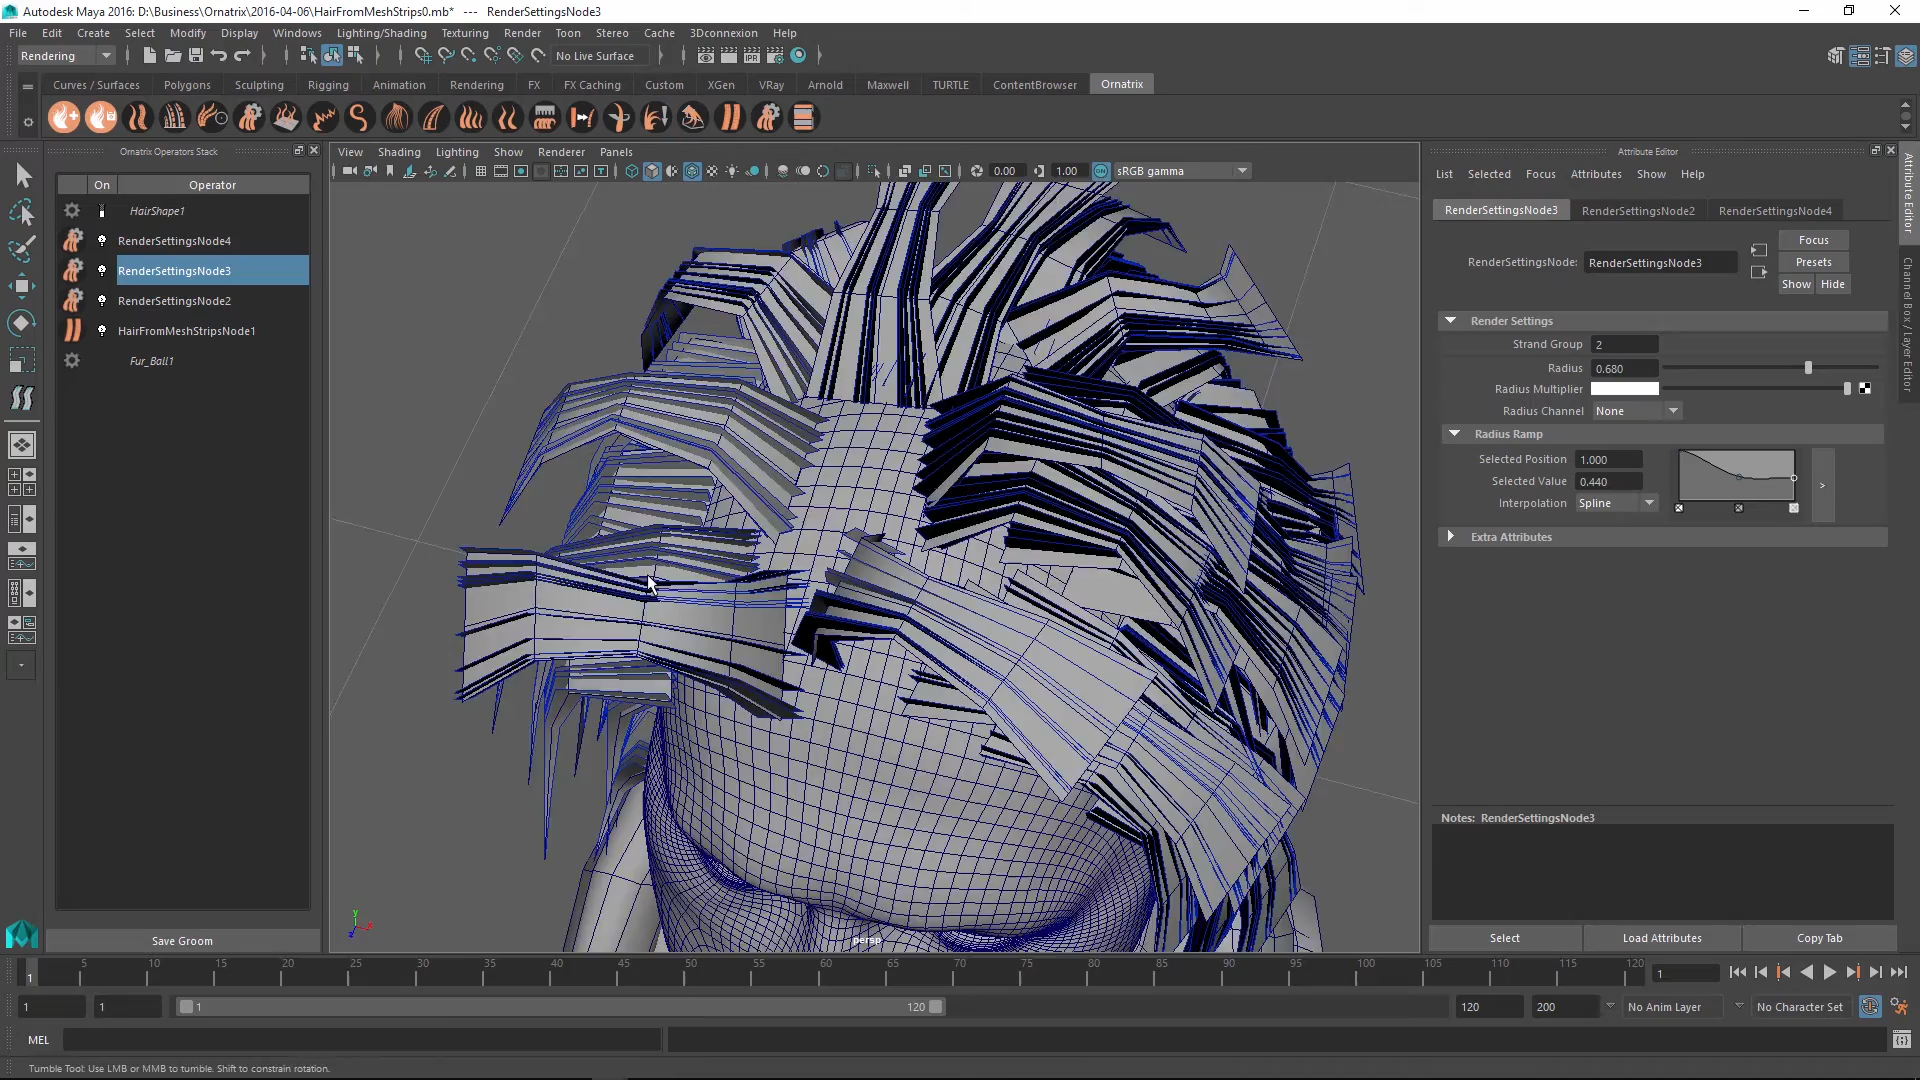 Autodesk Maya 2016: D:\Business\Ornatrix\2016-04-06\HairFromMeshStrips0.mb* --- RenderSettingsNode3
File Edit Create Select Modify Display Windows Lighting/Shading Texturing Render Toon Stereo Cache 3Dconnexion Help
Rendering No Live Surface IPR
Curves / Surfaces Polygons Sculpting Rigging Animation Rendering FX FX Caching Custom XGen VRay Arnold Maxwell TURTLE ContentBrowser Ornatrix
Ornatrix Operators Stack
On Operator
HairShape1
RenderSettingsNode4
RenderSettingsNode3
RenderSettingsNode2
HairFromMeshStripsNode1
Fur_Ball1
Save Groom
View Shading Lighting Show Renderer Panels
0.00 1.00 ON sRGB gamma
y
x
z
persp
Attribute Editor
List Selected Focus Attributes Show Help
RenderSettingsNode3 RenderSettingsNode2 RenderSettingsNode4
RenderSettingsNode: RenderSettingsNode3
Focus
Presets
Show Hide
Render Settings
Strand Group 2
Radius 0.680
Radius Multiplier
Radius Channel None
Radius Ramp
Selected Position 1.000
Selected Value 0.440
Interpolation Spline
>
Extra Attributes
Notes: RenderSettingsNode3
Select Load Attributes Copy Tab
Attribute Editor
Channel Box / Layer Editor
1 5 10 15 20 25 30 35 40 45 50 55 60 65 70 75 80 85 90 95 100 105 110 115 120 1
1 1 1 120 120 200 No Anim Layer No Character Set
MEL
Tumble Tool: Use LMB or MMB to tumble. Shift to constrain rotation.